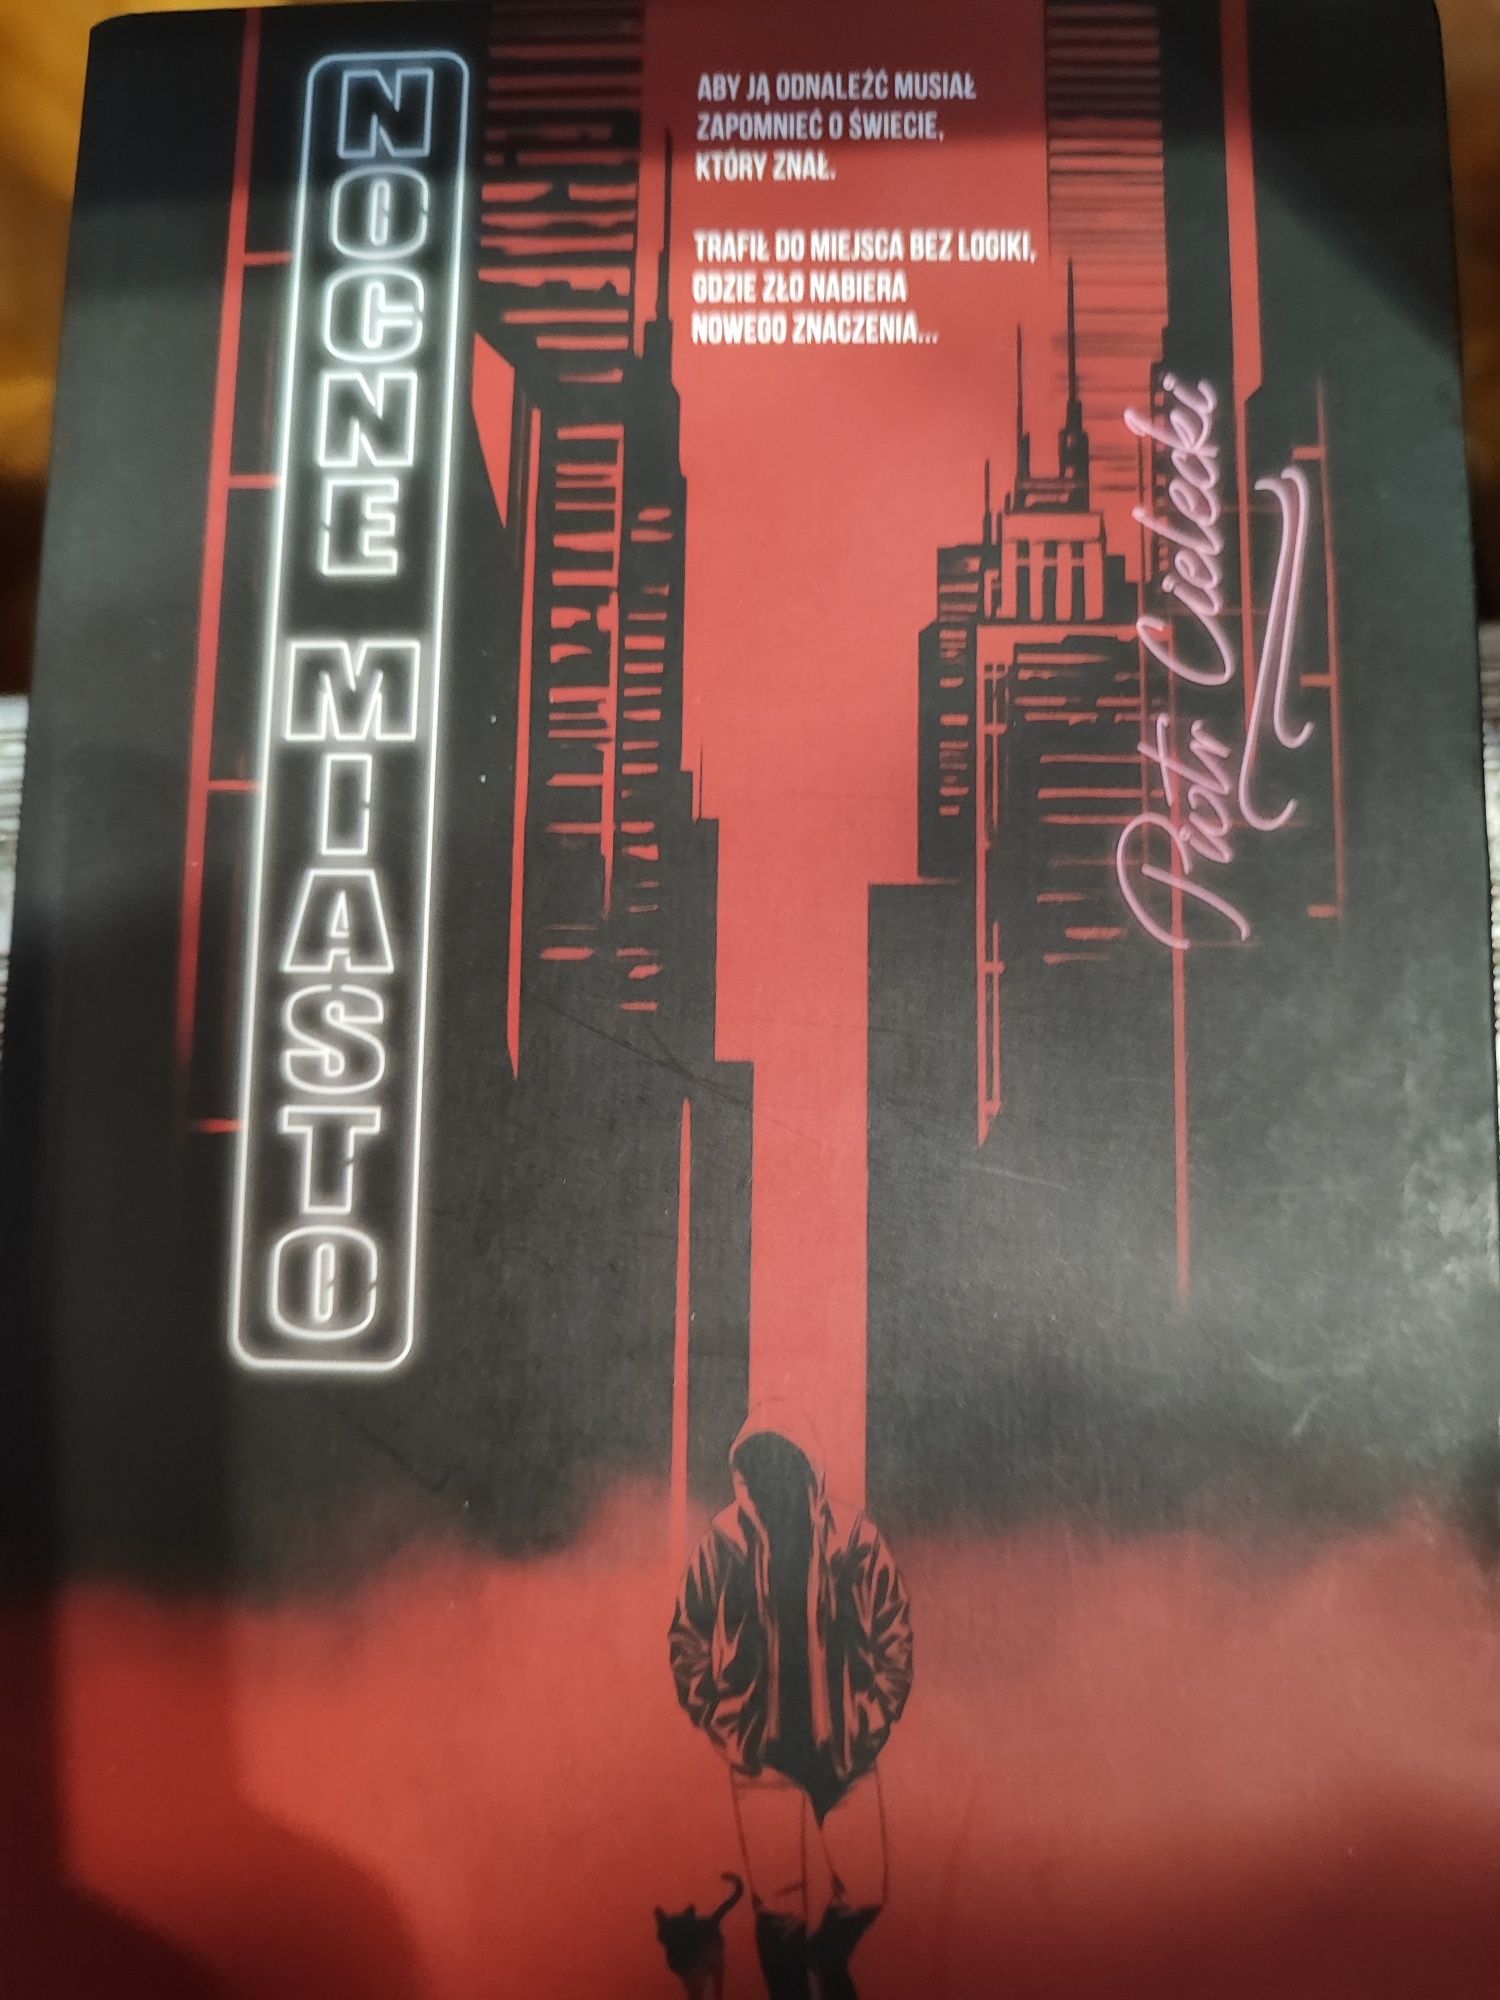 NOCNE MIASTO
ABY JĄ ODNALEŹĆ MUSIAŁ
ZAPOMNIEĆ O ŚWIECIE,
KTÓRY ZNAŁ.
TRAFIŁ DO MIEJSCA BEZ LOGIKI,
GDZIE ZŁO NABIERA
NOWEGO ZNACZENIA...
Piotr Cielecki